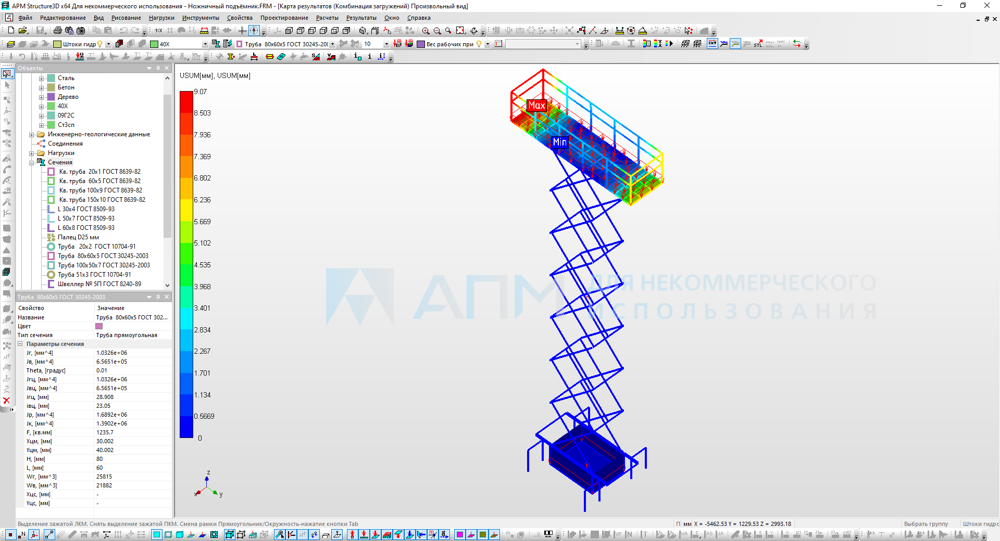 APM Structure3D x64 Для некоммерческого использования - Ножничный подъёмник.FRM - [Карта результатов (Комбинация загружений) Произвольный вид]
Файл Редактирование Вид Рисование Нагрузки Инструменты Свойства Проектирование Расчеты Результаты Окно Справка
1:X
Штоки гидр 40X Труба 80x60x5 ГОСТ 30245-200 10 Вес рабочих при EXT STL
Объекты
Сталь
Бетон
Дерево
40X
09Г2С
Ст3сп
Инженерно-геологические данные
Соединения
Нагрузки
Сечения
Кв. труба 20x1 ГОСТ 8639-82
Кв. труба 60x5 ГОСТ 8639-82
Кв. труба 100x9 ГОСТ 8639-82
Кв. труба 150x10 ГОСТ 8639-82
L 30x4 ГОСТ 8509-93
L 50x7 ГОСТ 8509-93
L 60x8 ГОСТ 8509-93
Палец D25 мм
Труба 20x2 ГОСТ 10704-91
Труба 80x60x5 ГОСТ 30245-2003
Труба 100x50x7 ГОСТ 30245-2003
Труба 51x3 ГОСТ 10704-91
Швеллер № 5П ГОСТ 8240-89
Труба 80x60x5 ГОСТ 30245-2003
Свойство Значение
Название Труба 80x60x5 ГОСТ 302...
Цвет
Тип сечения Труба прямоугольная
Параметры сечения
Jг, [мм^4] 1.0326e+06
Jв, [мм^4] 6.5651e+05
Theta, [градус] 0.01
Jгц, [мм^4] 1.0326e+06
Jвц, [мм^4] 6.5651e+05
iгц, [мм] 28.908
iвц, [мм] 23.05
Jр, [мм^4] 1.6892e+06
Jк, [мм^4] 1.3902e+06
F, [кв.мм] 1235.7
Xцм, [мм] 30.002
Yцм, [мм] 40.002
H, [мм] 80
L, [мм] 60
Wг, [мм^3] 25815
Wв, [мм^3] 21882
Xцс, [мм] -
Yцс, [мм] -
USUM[мм], USUM[мм]
9.07
8.503
7.936
7.369
6.802
6.236
5.669
5.102
4.535
3.968
3.401
2.834
2.267
1.701
1.134
0.5669
0
Max
Min
АПМ ДЛЯ НЕКОММЕРЧЕСКОГО
ИСПОЛЬЗОВАНИЯ
z
x
y
Выделение зажатой ЛКМ. Снять выделение зажатой ПКМ. Смена рамки Прямоугольник/Окружность-нажатие кнопки Tab П мм X = -5462.53 Y = 1229.53 Z = 2993.18 Выбрать группу Штоки гидрс